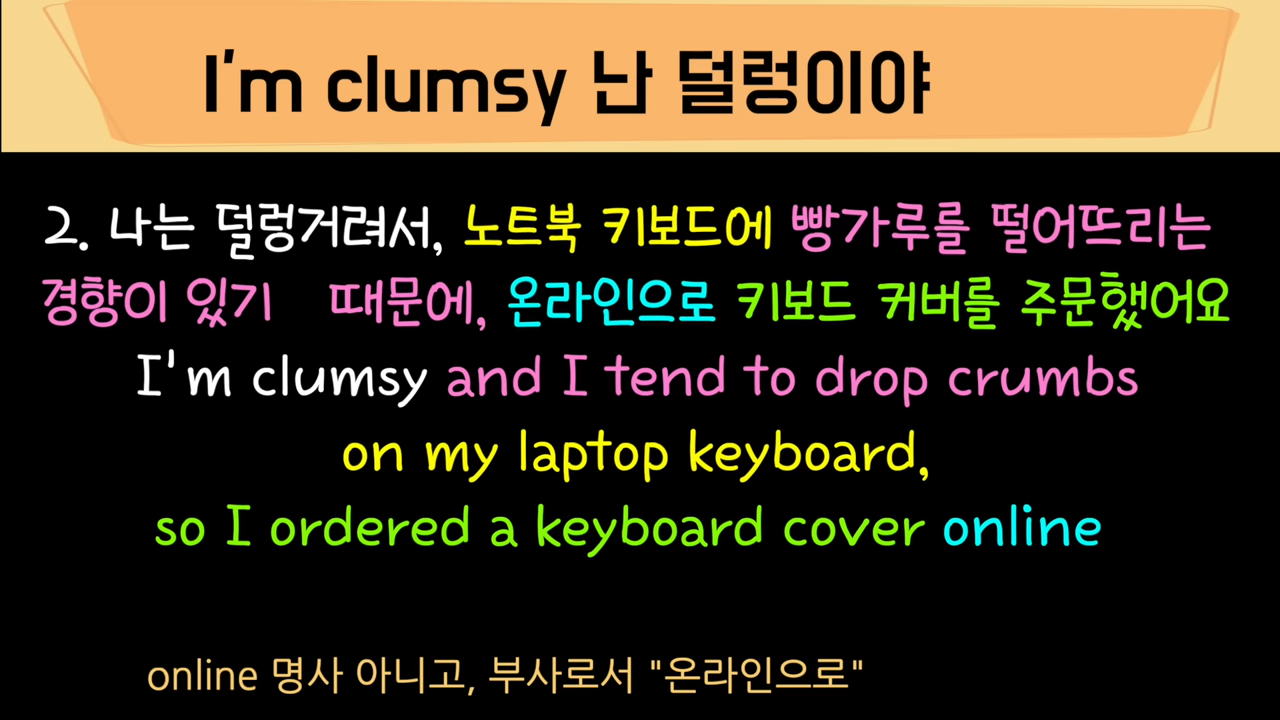 I'm clumsy 난 덜렁이야
2. 나는 덜렁거려서, 노트북 키보드에 빵가루를 떨어뜨리는
경향이 있기 때문에, 온라인으로 키보드 커버를 주문했어요
I'm clumsy and I tend to drop crumbs
on my laptop keyboard,
so I ordered a keyboard cover online
online 명사 아니고, 부사로서 "온라인으로"